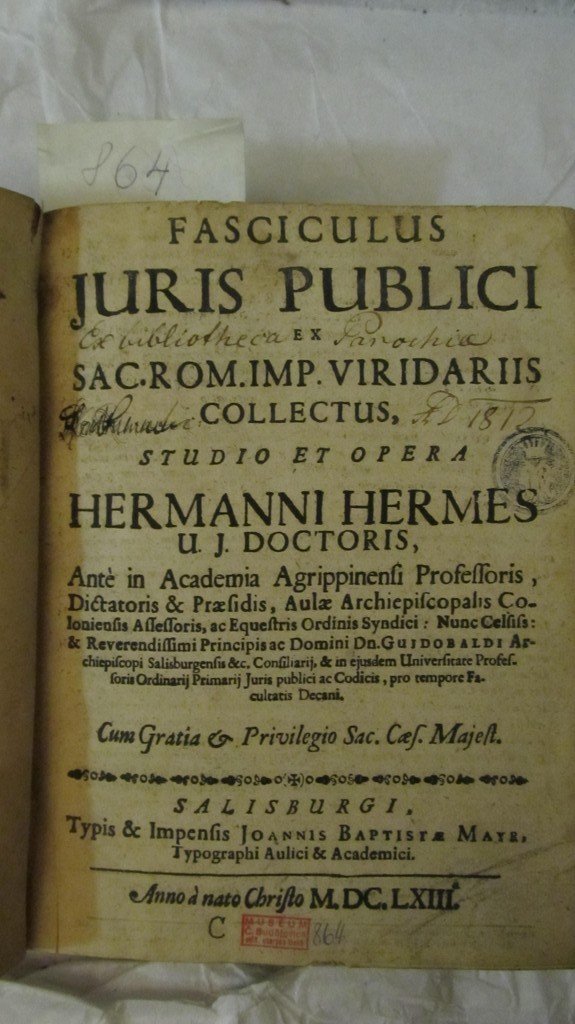 864
FASCICULUS
JURIS PUBLICI
Ex bibliotheca EX Parochiæ
SAC. ROM. IMP. VIRIDARIIS
COLLECTUS, AD 1812
STUDIO ET OPERA
HERMANNI HERMES
U. J. DOCTORIS,
Antè in Academia Agrippinensi Professoris,
Dictatoris & Præsidis, Aulæ Archiepiscopalis Co-
loniensis Assessoris, ac Equestris Ordinis Syndici: Nunc Celsiss:
& Reverendissimi Principis ac Domini Dn. GUIDOBALDI Ar-
chiepiscopi Salisburgensis &c. Consiliarij, & in ejusdem Universitate Profes-
soris Ordinarij Primarij Juris publici ac Codicis, pro tempore Fa-
cultatis Decani.
Cum Gratia & Privilegio Sac. Cæs. Majest.
SALISBURGI,
Typis & Impensis JOANNIS BAPTISTÆ MAYR,
Typographi Aulici & Academici.
Anno à nato Christo M.DC.LXIII.
C MUSEUM 864